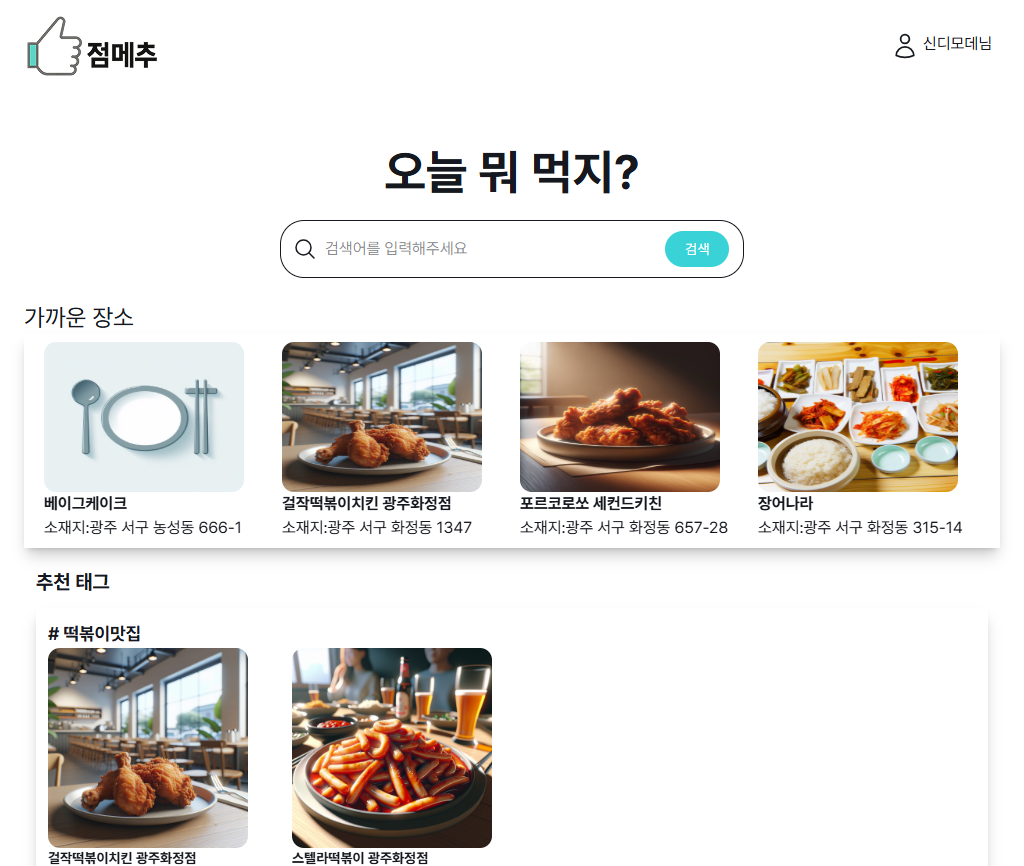 점메추
신디모데님
오늘 뭐 먹지?
검색어를 입력해주세요
검색
가까운 장소
베이그케이크
소재지:광주 서구 농성동 666-1
걸작떡볶이치킨 광주화정점
소재지:광주 서구 화정동 1347
포르코로쏘 세컨드키친
소재지:광주 서구 화정동 657-28
장어나라
소재지:광주 서구 화정동 315-14
추천 태그
# 떡볶이맛집
걸작떡볶이치킨 광주화정점
스텔라떡볶이 광주화정점